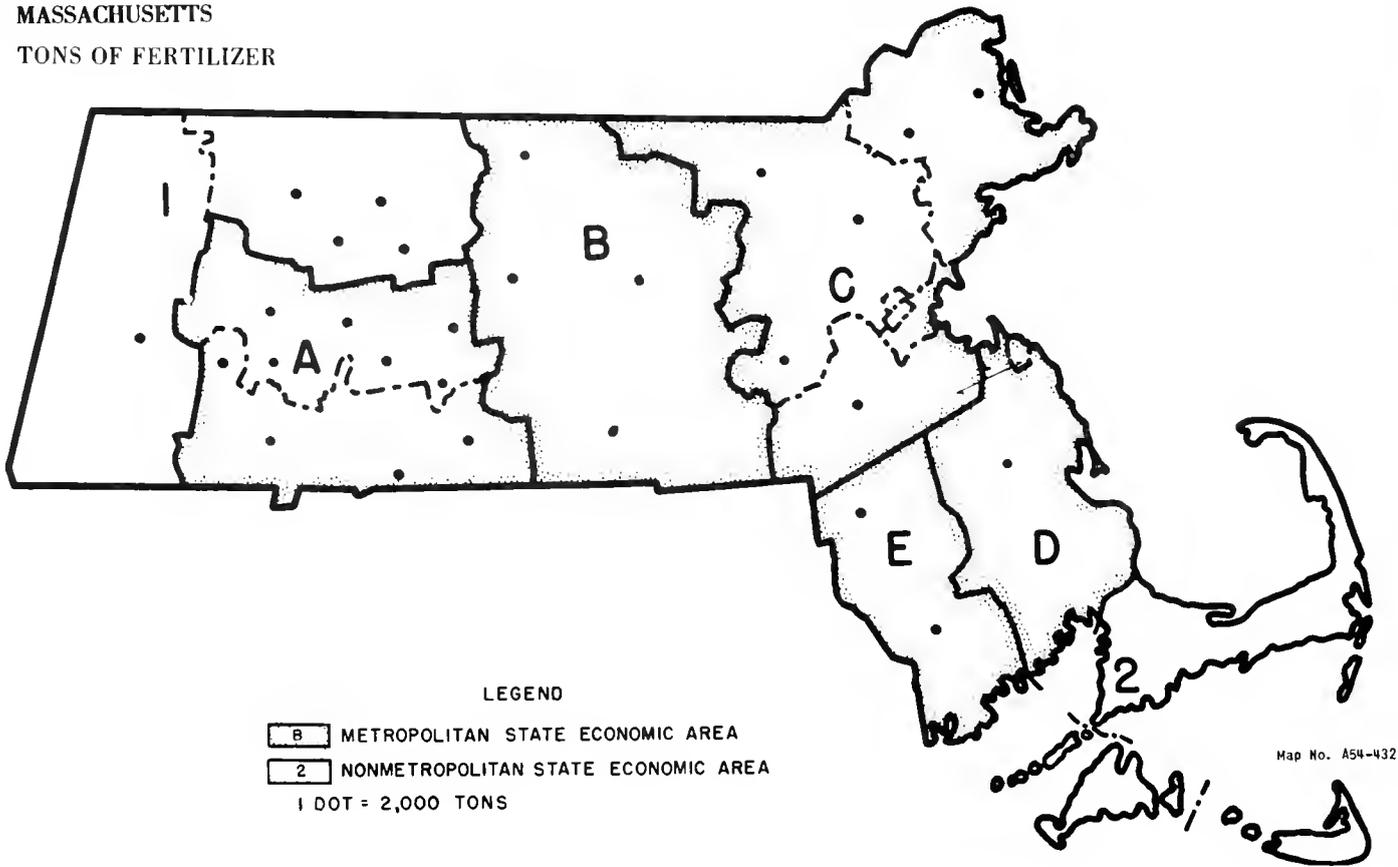 MASSACHUSETTS
TONS OF FERTILIZER
1
B
C
A
E
D
2
LEGEND
B METROPOLITAN STATE ECONOMIC AREA
2 NONMETROPOLITAN STATE ECONOMIC AREA
1 DOT = 2,000 TONS
Map No. A54-432